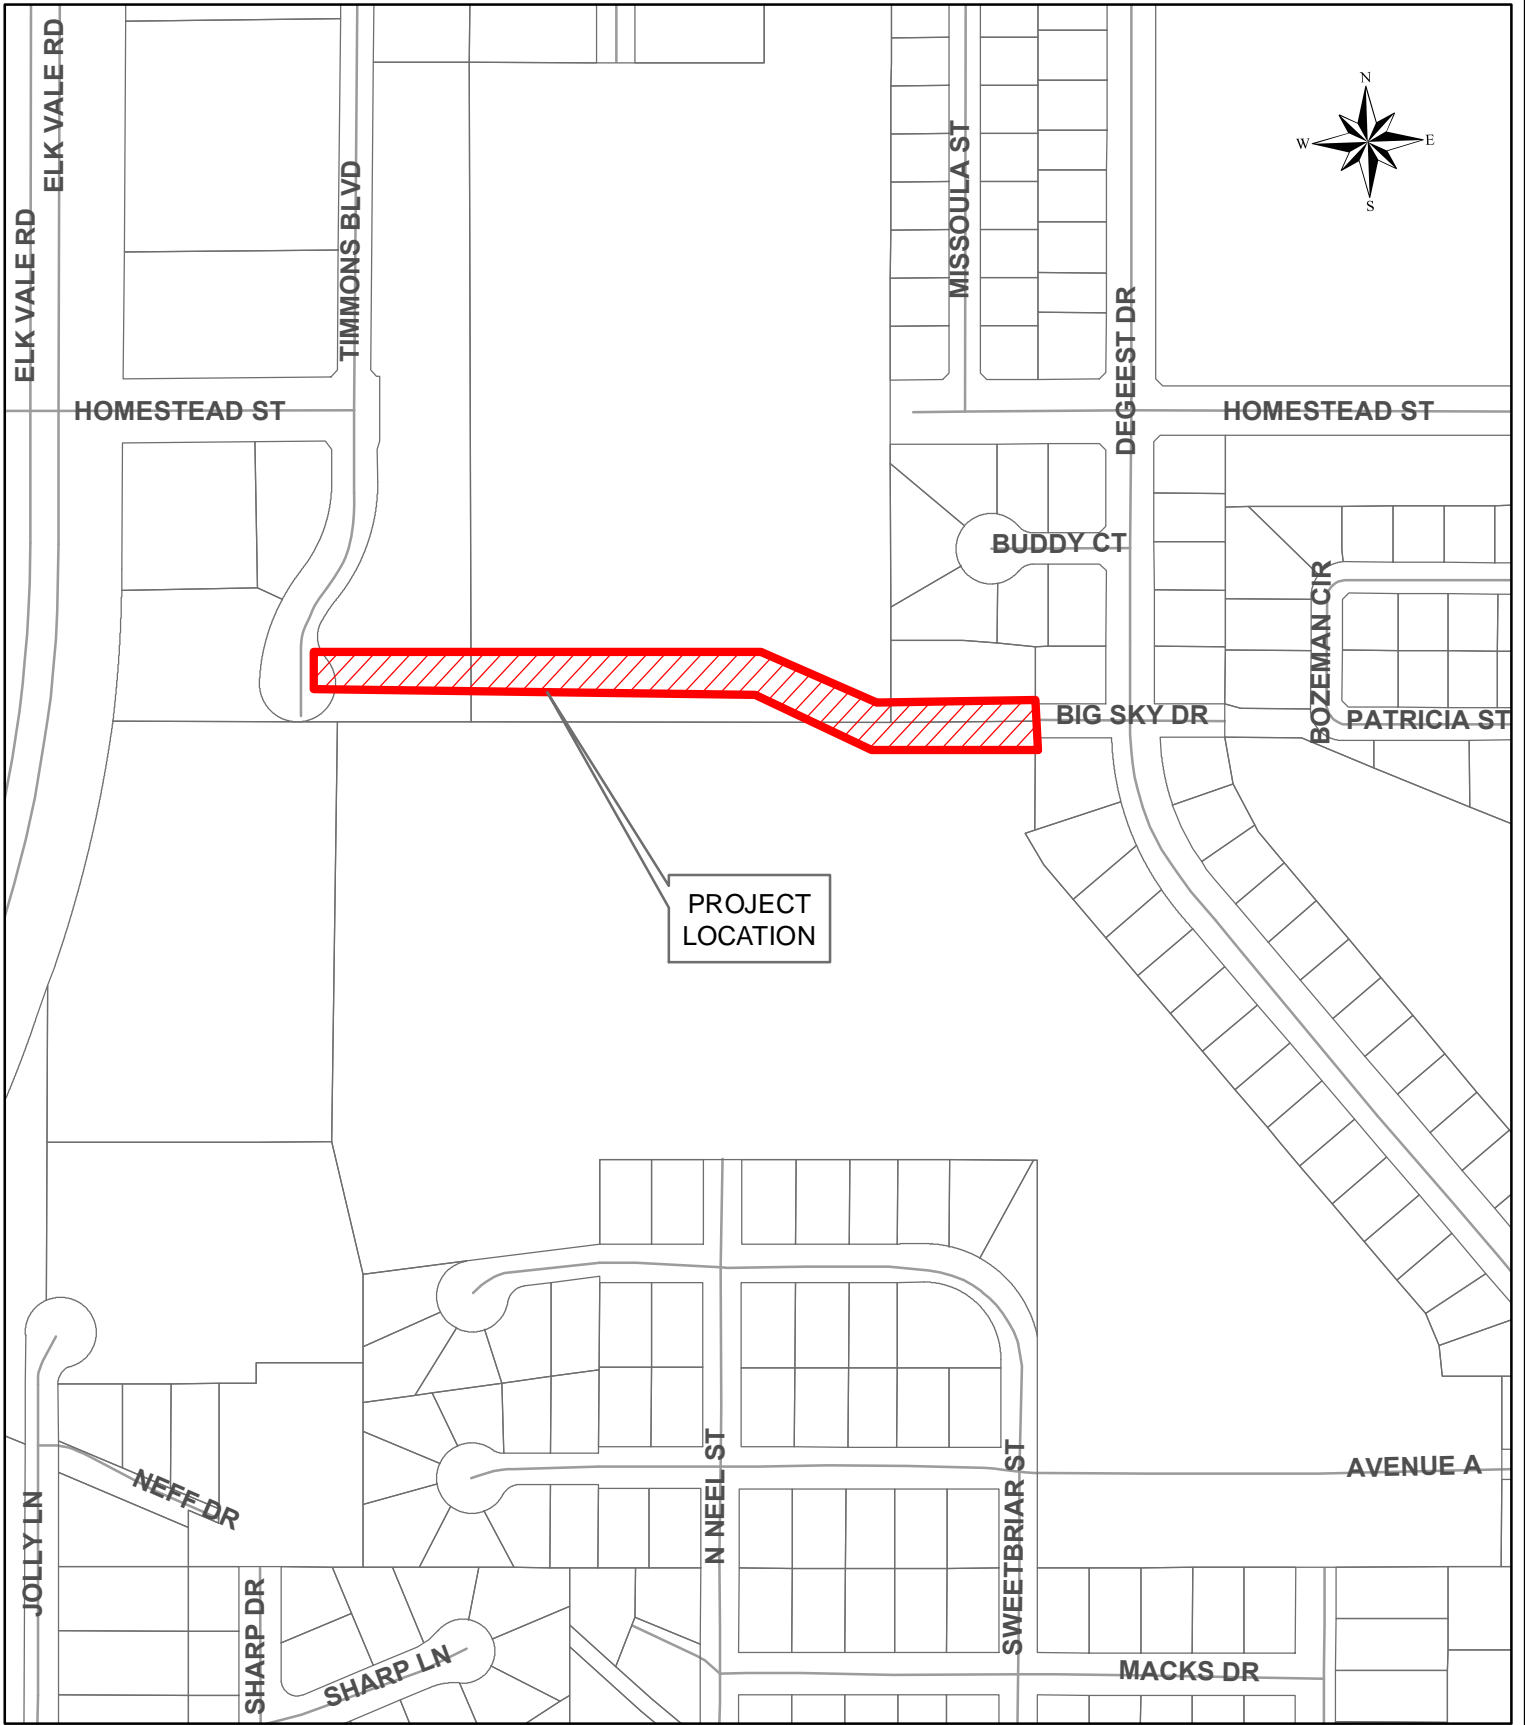 ELK VALE RD
ELK VALE RD
TIMMONS BLVD
MISSOULA ST
DEGEEST DR
N
W
E
S
HOMESTEAD ST
HOMESTEAD ST
BUDDY CT
BOZEMAN CIR
BIG SKY DR
PATRICIA ST
PROJECT
LOCATION
N NEEL ST
SWEETBRIAR ST
AVENUE A
NEFF DR
JOLLY LN
SHARP DR
SHARP LN
MACKS DR